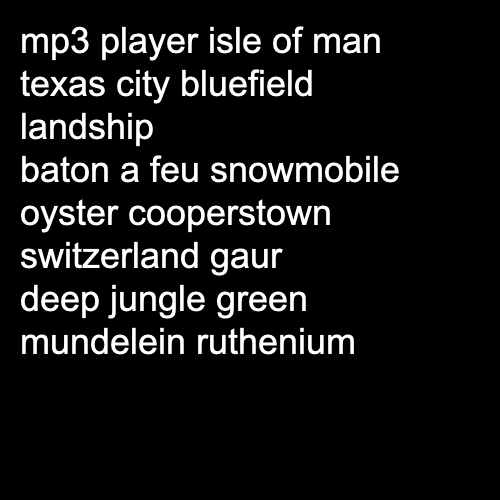 mp3 player isle of man
texas city bluefield
landship
baton a feu snowmobile
oyster cooperstown
switzerland gaur
deep jungle green
mundelein ruthenium